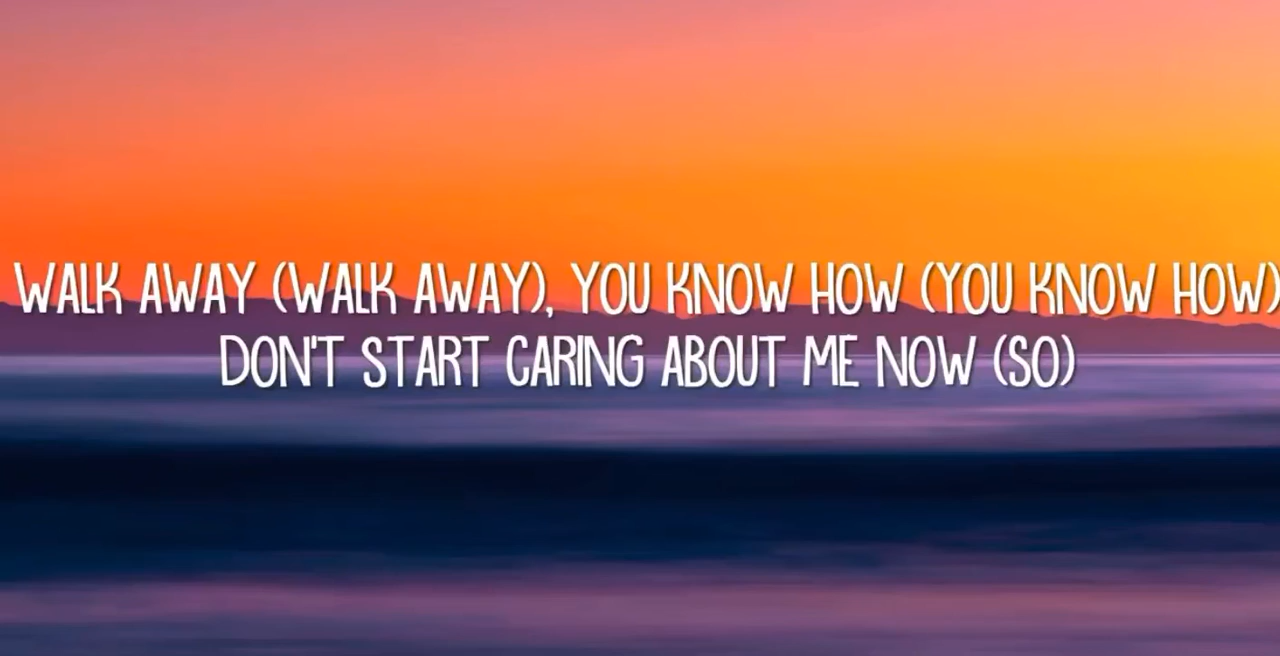 WALK AWAY (WALK AWAY), YOU KNOW HOW (YOU KNOW HOW)
DON'T START CARING ABOUT ME NOW (SO)